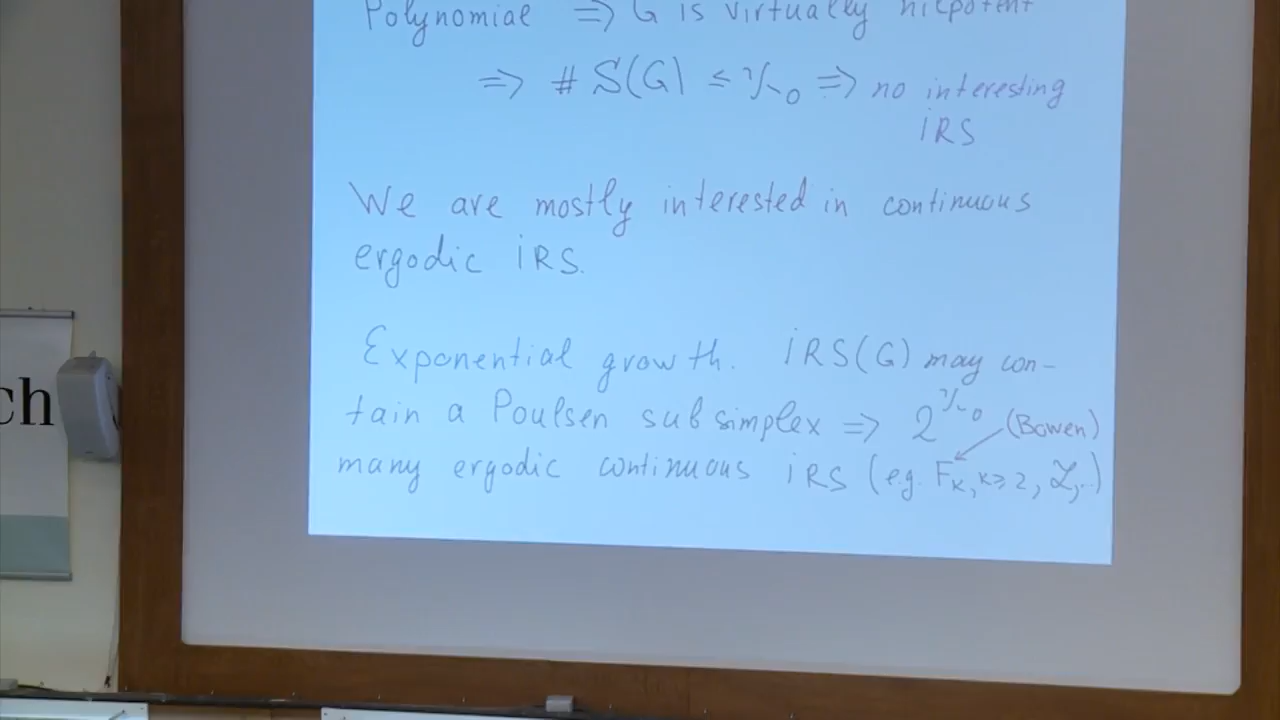 Polynomial ⇒ G is virtually nilpotent
⇒ # S(G) ≤ ℵ₀ ⇒ no interesting
IRS
We are mostly interested in continuous
ergodic IRS.
Exponential growth. IRS(G) may con-
tain a Poulsen subsimplex ⇒ 2^ℵ₀ (Bowen)
many ergodic continuous IRS (e.g. F_k, k≥2, ℒ,..)
ch